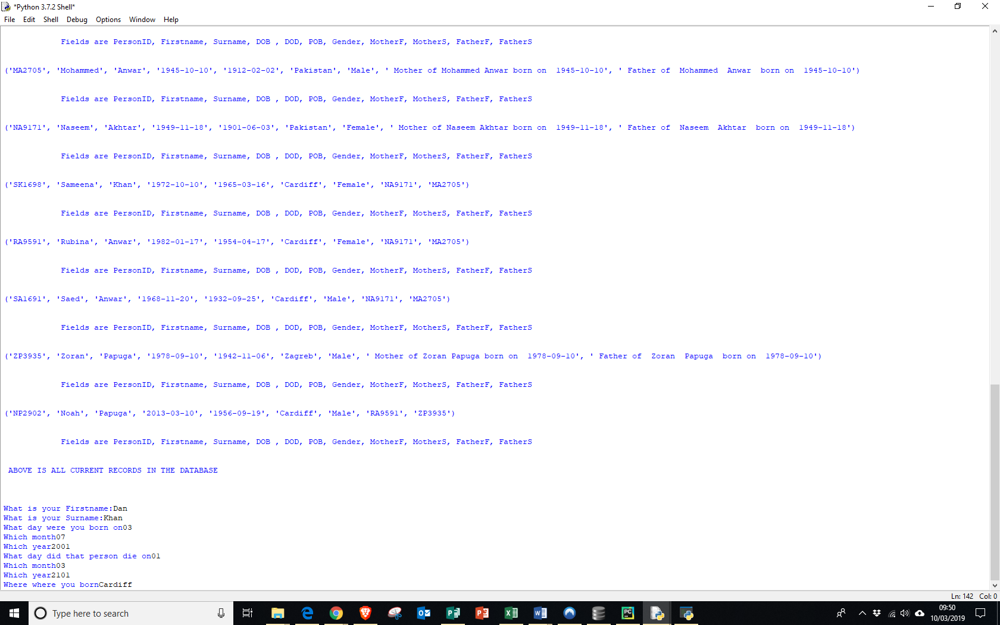 *Python 3.7.2 Shell*
File Edit Shell Debug Options Window Help
Fields are PersonID, Firstname, Surname, DOB , DOD, POB, Gender, MotherF, MotherS, FatherF, FatherS
('MA2705', 'Mohammed', 'Anwar', '1945-10-10', '1912-02-02', 'Pakistan', 'Male', ' Mother of Mohammed Anwar born on  1945-10-10', ' Father of  Mohammed  Anwar  born on  1945-10-10')
Fields are PersonID, Firstname, Surname, DOB , DOD, POB, Gender, MotherF, MotherS, FatherF, FatherS
('NA9171', 'Naseem', 'Akhtar', '1949-11-18', '1901-06-03', 'Pakistan', 'Female', ' Mother of Naseem Akhtar born on  1949-11-18', ' Father of  Naseem  Akhtar  born on  1949-11-18')
Fields are PersonID, Firstname, Surname, DOB , DOD, POB, Gender, MotherF, MotherS, FatherF, FatherS
('SK1698', 'Sameena', 'Khan', '1972-10-10', '1965-03-16', 'Cardiff', 'Female', 'NA9171', 'MA2705')
Fields are PersonID, Firstname, Surname, DOB , DOD, POB, Gender, MotherF, MotherS, FatherF, FatherS
('RA9591', 'Rubina', 'Anwar', '1982-01-17', '1954-04-17', 'Cardiff', 'Female', 'NA9171', 'MA2705')
Fields are PersonID, Firstname, Surname, DOB , DOD, POB, Gender, MotherF, MotherS, FatherF, FatherS
('SA1691', 'Saed', 'Anwar', '1968-11-20', '1932-09-25', 'Cardiff', 'Male', 'NA9171', 'MA2705')
Fields are PersonID, Firstname, Surname, DOB , DOD, POB, Gender, MotherF, MotherS, FatherF, FatherS
('ZP3935', 'Zoran', 'Papuga', '1978-09-10', '1942-11-06', 'Zagreb', 'Male', ' Mother of Zoran Papuga born on  1978-09-10', ' Father of  Zoran  Papuga  born on  1978-09-10')
Fields are PersonID, Firstname, Surname, DOB , DOD, POB, Gender, MotherF, MotherS, FatherF, FatherS
('NP2902', 'Noah', 'Papuga', '2013-03-10', '1956-09-19', 'Cardiff', 'Male', 'RA9591', 'ZP3935')
Fields are PersonID, Firstname, Surname, DOB , DOD, POB, Gender, MotherF, MotherS, FatherF, FatherS
ABOVE IS ALL CURRENT RECORDS IN THE DATABASE
What is your Firstname:Dan
What is your Surname:Khan
What day were you born on03
Which month07
Which year2001
What day did that person die on01
Which month03
Which year2101
Where where you bornCardiff
Ln: 142 Col: 0
Type here to search
09:50
10/03/2019